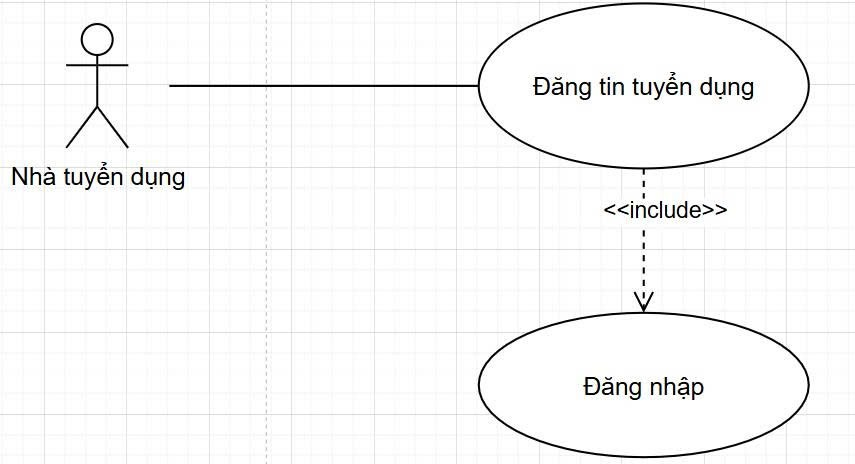 Đăng tin tuyển dụng
Nhà tuyển dụng
<<include>>
Đăng nhập